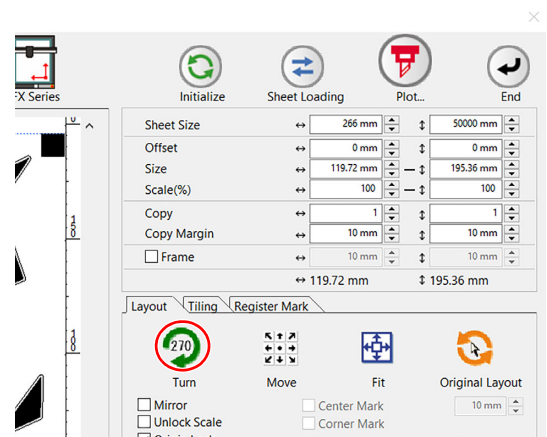 FX Series
Initialize Sheet Loading Plot... End
Sheet Size 266 mm 50000 mm
Offset 0 mm 0 mm
Size 119.72 mm 195.36 mm
Scale(%) 100 100
Copy 1 1
Copy Margin 10 mm 10 mm
Frame 10 mm 10 mm
119.72 mm 195.36 mm
Layout Tiling Register Mark
270
Turn Move Fit Original Layout
Mirror Center Mark 10 mm
Unlock Scale Corner Mark